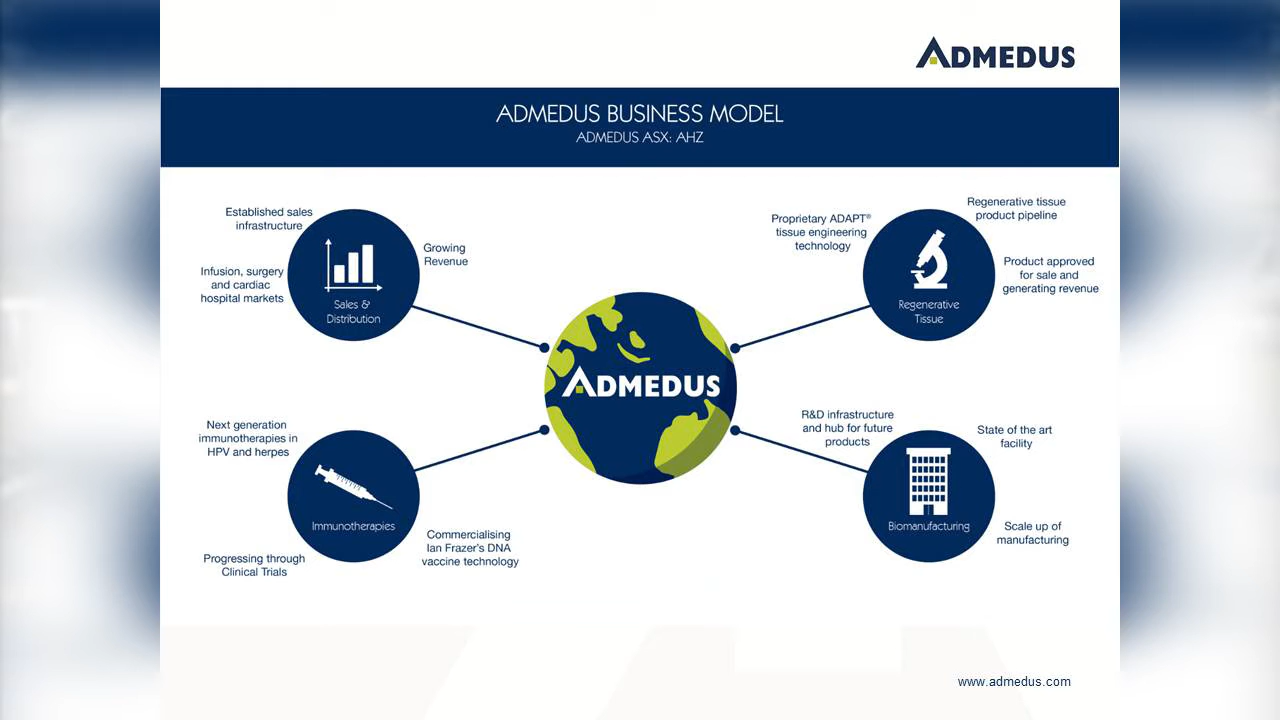 ADMEDUS
ADMEDUS BUSINESS MODEL
ADMEDUS ASX: AHZ
Established sales
infrastructure
Growing
Revenue
Infusion, surgery
and cardiac
hospital markets
Sales &
Distribution
Proprietary ADAPT®
tissue engineering
technology
Regenerative tissue
product pipeline
Product approved
for sale and
generating revenue
Regenerative
Tissue
ADMEDUS
Next generation
immunotherapies in
HPV and herpes
Immunotherapies
Progressing through
Clinical Trials
Commercialising
Ian Frazer's DNA
vaccine technology
R&D infrastructure
and hub for future
products
State of the art
facility
Biomanufacturing
Scale up of
manufacturing
www.admedus.com